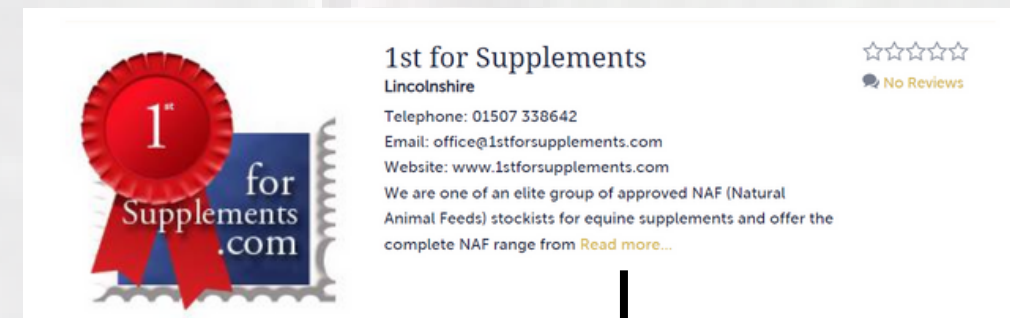 1st
for
Supplements
.com
1st for Supplements
Lincolnshire
Telephone: 01507 338642
Email: office@1stforsupplements.com
Website: www.1stforsupplements.com
We are one of an elite group of approved NAF (Natural
Animal Feeds) stockists for equine supplements and offer the
complete NAF range from Read more...
No Reviews